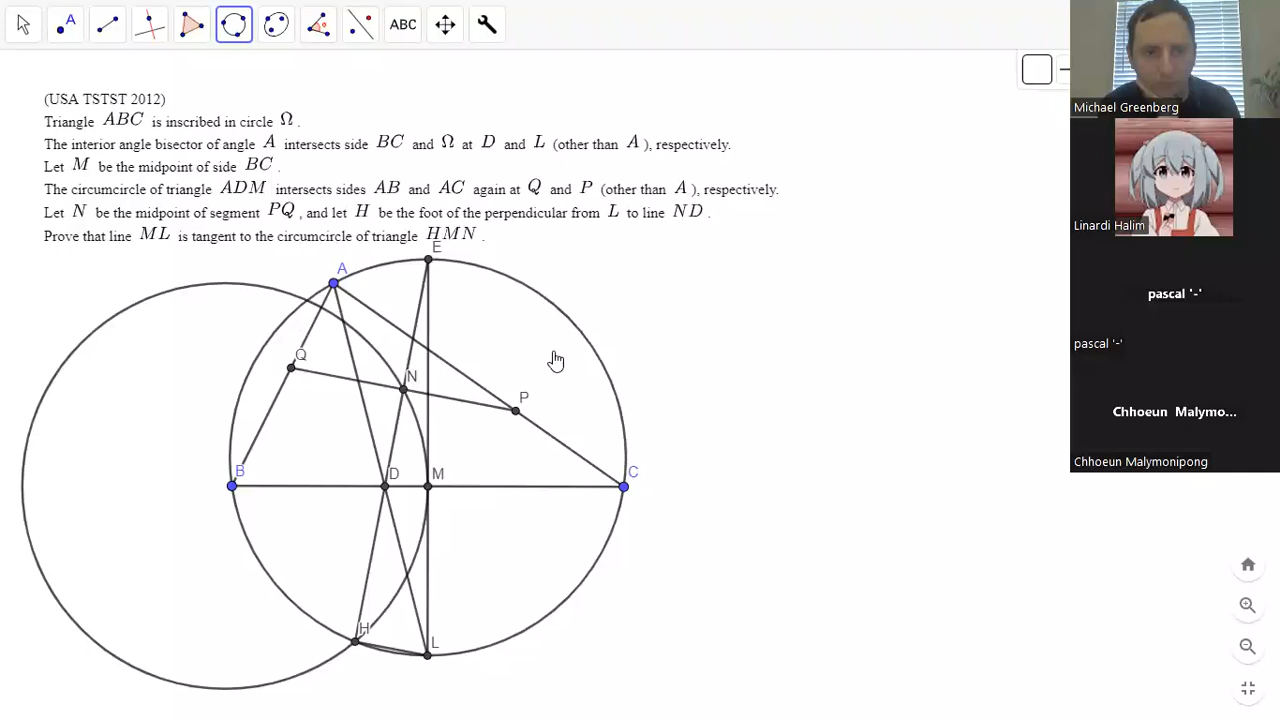 A
ABC
(USA TSTST 2012)
Triangle ABC is inscribed in circle Ω .
The interior angle bisector of angle A intersects side BC and Ω at D and L (other than A ), respectively.
Let M be the midpoint of side BC .
The circumcircle of triangle ADM intersects sides AB and AC again at Q and P (other than A ), respectively.
Let N be the midpoint of segment PQ , and let H be the foot of the perpendicular from L to line ND .
Prove that line ML is tangent to the circumcircle of triangle HMN .
E
A
Q
N
P
B
D
M
C
H
L
Michael Greenberg
Linardi Halim
pascal '-'
pascal '-'
Chhoeun Malymo...
Chhoeun Malymonipong